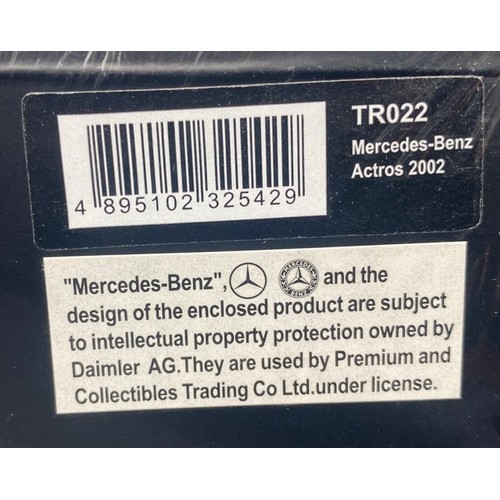 TR022
Mercedes-Benz
Actros 2002
4 895102 325429
"Mercedes-Benz", and the
design of the enclosed product are subject
to intellectual property protection owned by
Daimler AG.They are used by Premium and
Collectibles Trading Co Ltd.under license.
MERCEDES
BENZ